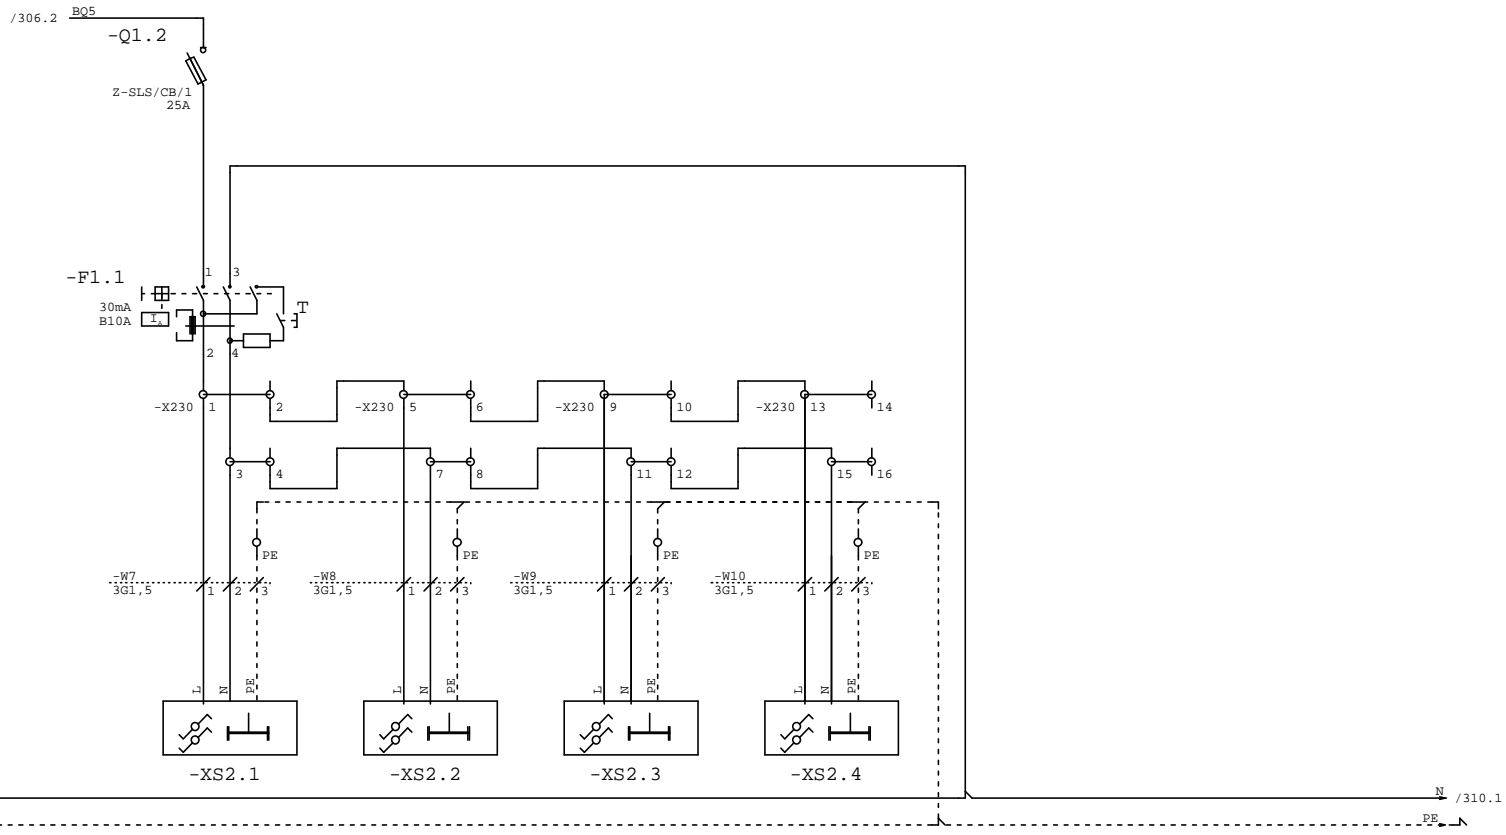 /306.2 BQ5
-Q1.2
Z-SLS/CB/1
25A
1 3
-F1.1
30mA
B10A
I
T
2 4
-X230 1 2 -X230 5 6 -X230 9 10 -X230 13 14
3 4 7 8 11 12 15 16
PE PE PE PE
-W7 -W8 -W9 -W10
3G1,5 1 2 3 3G1,5 1 2 3 3G1,5 1 2 3 3G1,5 1 2 3
L N PE L N PE L N PE L N PE
-XS2.1 -XS2.2 -XS2.3 -XS2.4
N /310.1
PE